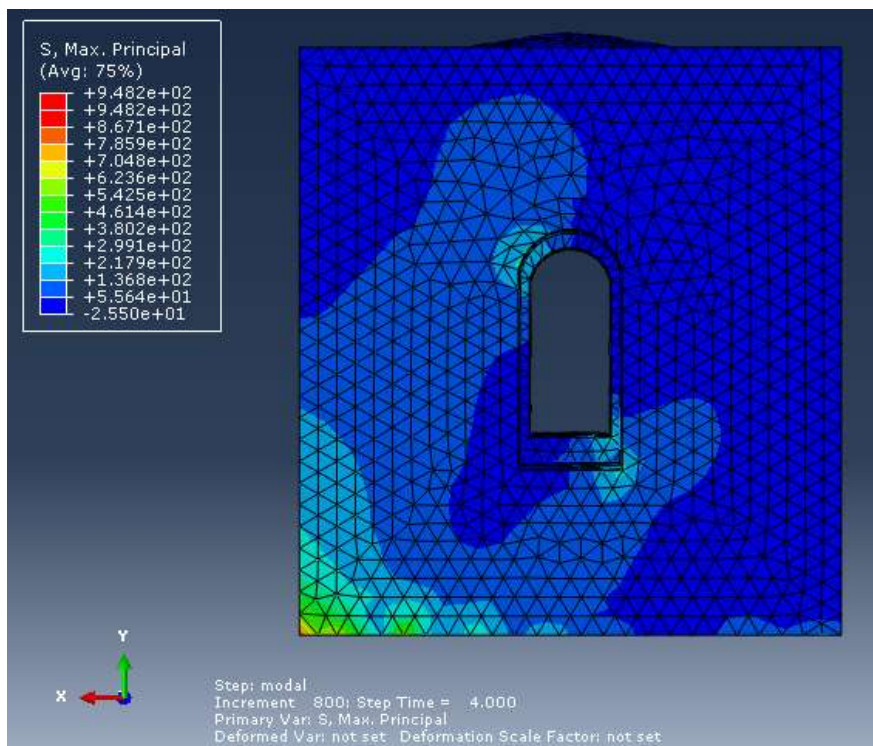 S, Max. Principal
(Avg: 75%)
+9.482e+02
+9.482e+02
+8.671e+02
+7.859e+02
+7.048e+02
+6.236e+02
+5.425e+02
+4.614e+02
+3.802e+02
+2.991e+02
+2.179e+02
+1.368e+02
+5.564e+01
-2.550e+01
Y
X
Step: modal
Increment 800: Step Time = 4.000
Primary Var: S, Max. Principal
Deformed Var: not set Deformation Scale Factor: not set